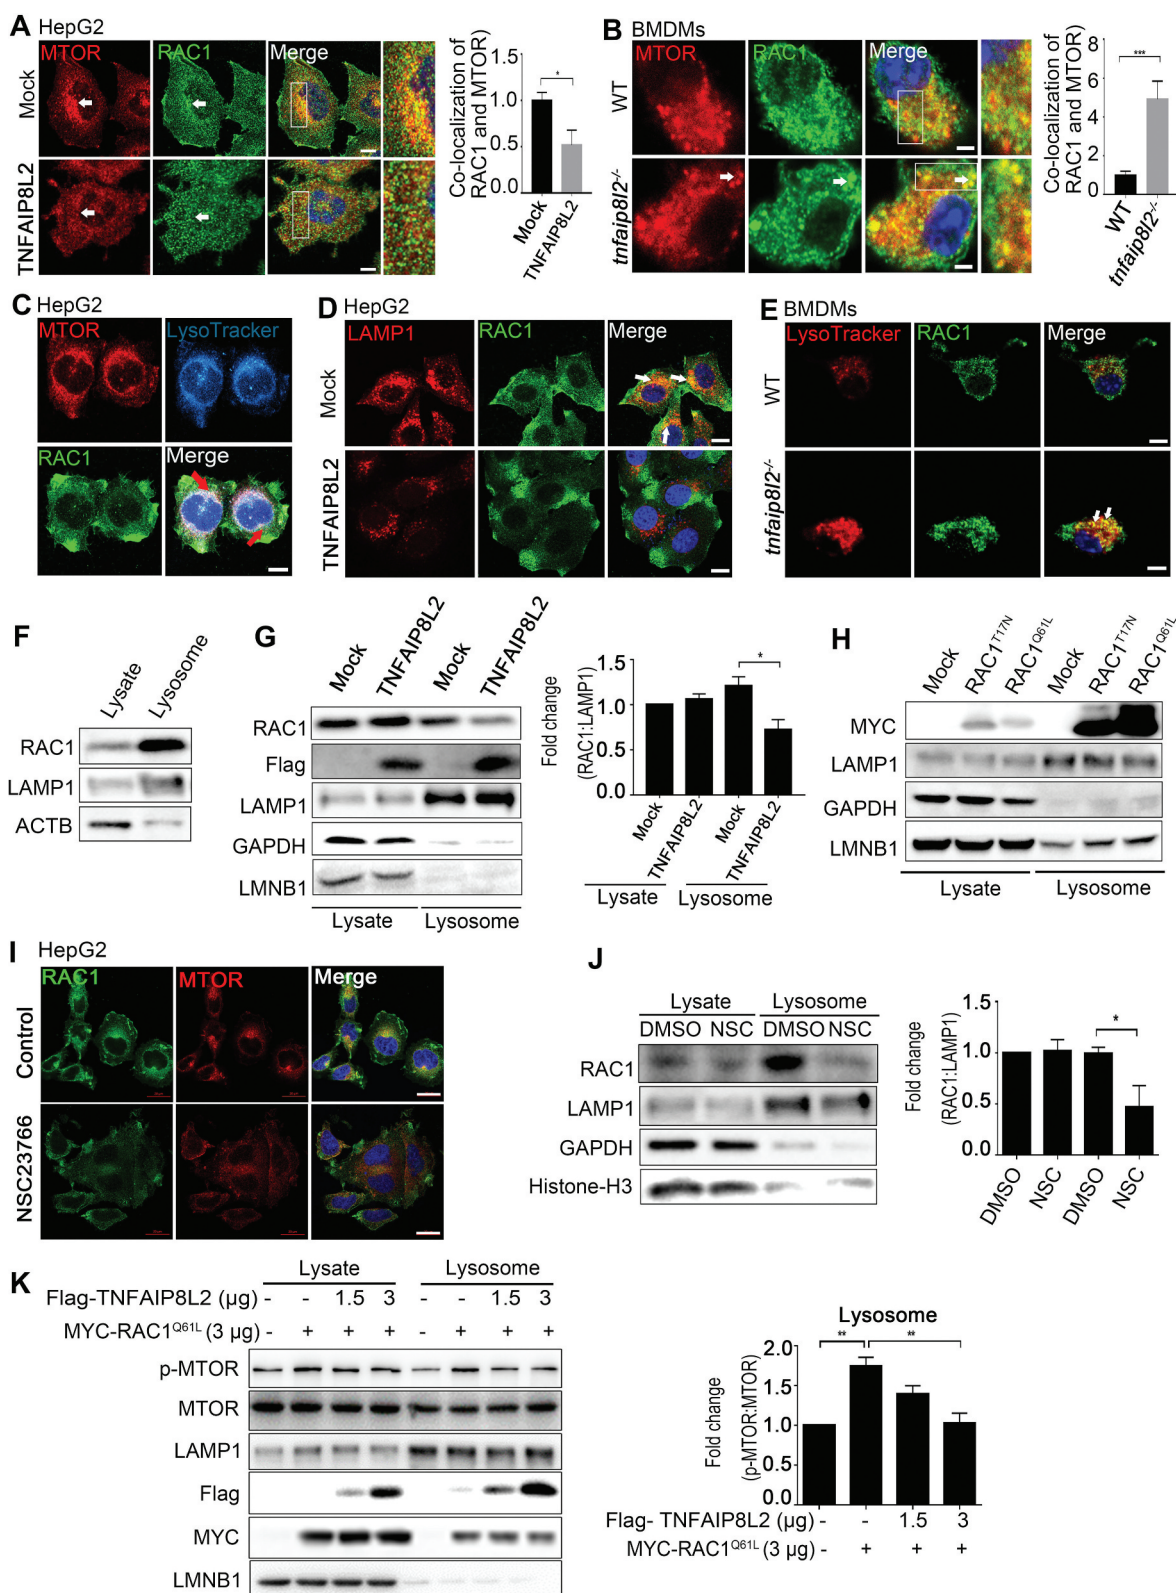 A HepG2
MTOR RAC1 Merge
Mock
TNFAIP8L2
Co-localization of RAC1 and MTOR)
1.5
1.0
0.5
0.0
*
Mock
TNFAIP8L2
B BMDMs
MTOR RAC1 Merge
WT
tnfaip8l2-/-
Co-localization of RAC1 and MTOR)
8
6
4
2
0
***
WT
tnfaip8l2-/-
C HepG2
MTOR LysoTracker
RAC1 Merge
D HepG2
LAMP1 RAC1 Merge
Mock
TNFAIP8L2
E BMDMs
LysoTracker RAC1 Merge
WT
tnfaip8l2-/-
F
Lysate Lysosome
RAC1
LAMP1
ACTB
G
Mock TNFAIP8L2 Mock TNFAIP8L2
RAC1
Flag
LAMP1
GAPDH
LMNB1
Lysate Lysosome
Fold change
(RAC1:LAMP1)
1.5
1.0
0.5
0.0
*
Mock TNFAIP8L2 Mock TNFAIP8L2
Lysate Lysosome
H
Mock RAC1T17N RAC1Q61L Mock RAC1T17N RAC1Q61L
MYC
LAMP1
GAPDH
LMNB1
Lysate Lysosome
I HepG2
RAC1 MTOR Merge
Control
NSC23766
J
Lysate Lysosome
DMSO NSC DMSO NSC
RAC1
LAMP1
GAPDH
Histone-H3
Fold change
(RAC1:LAMP1)
1.5
1.0
0.5
0.0
*
DMSO NSC DMSO NSC
K
Lysate Lysosome
Flag-TNFAIP8L2 (µg) - - 1.5 3 - - 1.5 3
MYC-RAC1Q61L (3 µg) - + + + - + + +
p-MTOR
MTOR
LAMP1
Flag
MYC
LMNB1
Lysosome
Fold change
(p-MTOR:MTOR)
2.0
1.5
1.0
0.5
0.0
** **
Flag- TNFAIP8L2 (µg) - - 1.5 3
MYC-RAC1Q61L (3 µg) - + + +